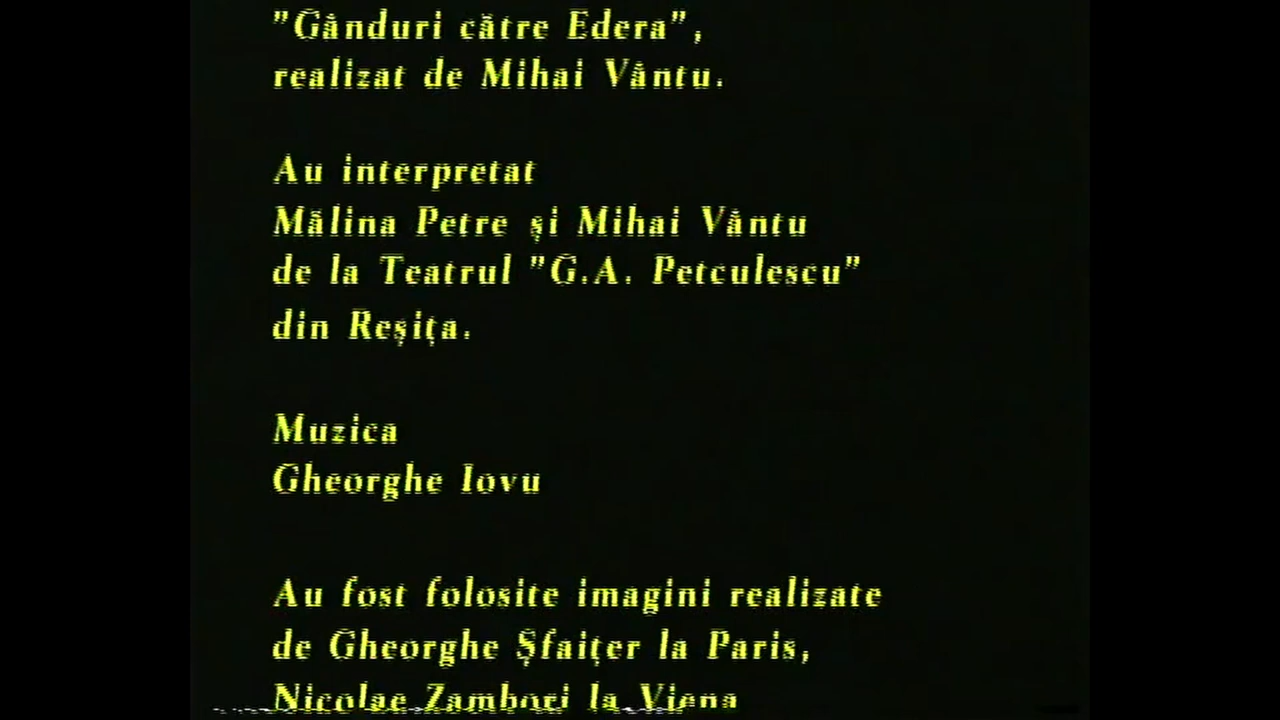 "Gânduri către Edera",
realizat de Mihai Vântu.
Au interpretat
Mălina Petre și Mihai Vântu
de la Teatrul "G.A. Petculescu"
din Reșița.
Muzica
Gheorghe Iovu
Au fost folosite imagini realizate
de Gheorghe Șfaițer la Paris,
Nicolae Zambori la Viena